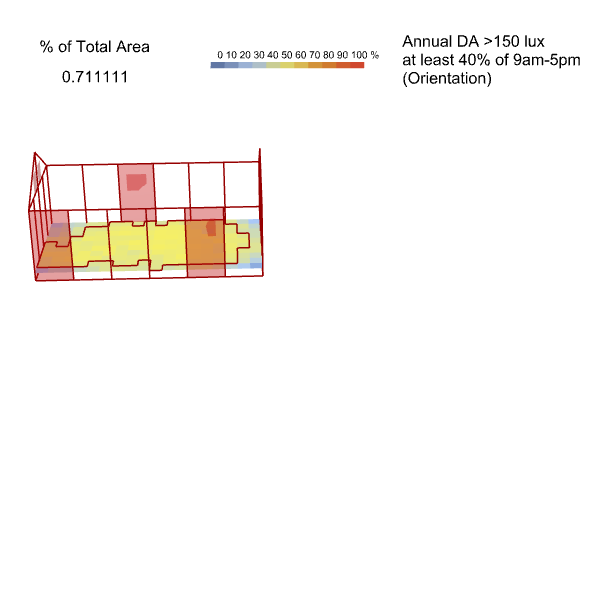 % of Total Area
0.711111
0 10 20 30 40 50 60 70 80 90 100 %
Annual DA >150 lux
at least 40% of 9am-5pm
(Orientation)